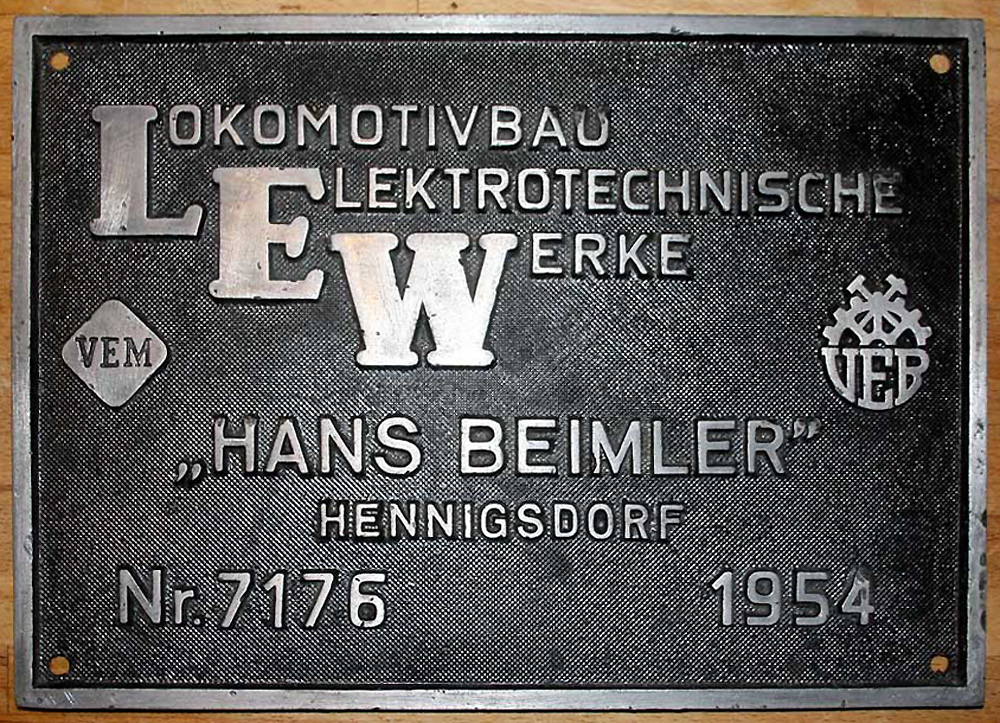 LOKOMOTIVBAU
ELEKTROTECHNISCHE
WERKE
VEM
VEB
„HANS BEIMLER”
HENNIGSDORF
Nr. 7176 1954